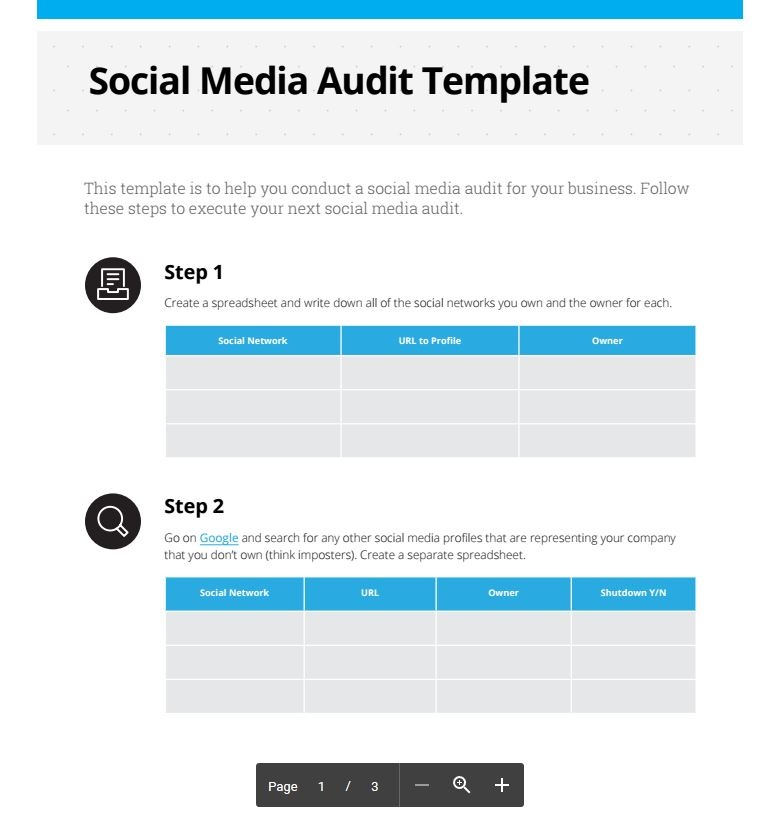 Social Media Audit Template
This template is to help you conduct a social media audit for your business. Follow
these steps to execute your next social media audit.
Step 1
Create a spreadsheet and write down all of the social networks you own and the owner for each.
Social Network URL to Profile Owner
Step 2
Go on Google and search for any other social media profiles that are representing your company
that you don't own (think imposters). Create a separate spreadsheet.
Social Network URL Owner Shutdown Y/N
Page 1 / 3